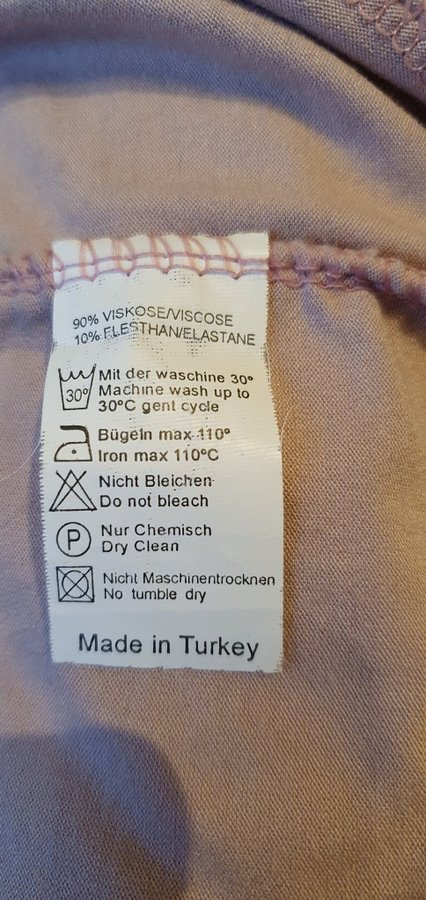 90% VISKOSE/VISCOSE
10% ELESTHAN/ELASTANE
30°
Mit der waschine 30°
Machine wash up to
30°C gent cycle
Bügeln max 110°
Iron max 110°C
Nicht Bleichen
Do not bleach
P
Nur Chemisch
Dry Clean
Nicht Maschinentrocknen
No tumble dry
Made in Turkey